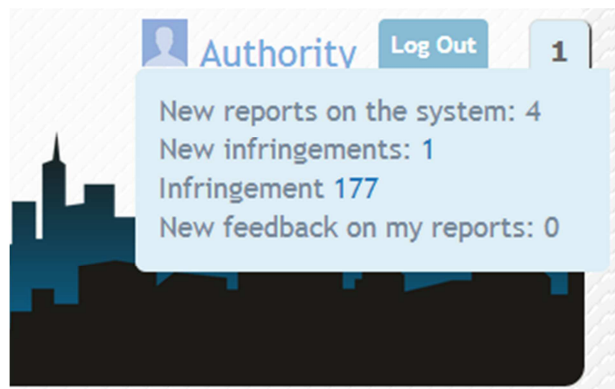 Authority Log Out 1
New reports on the system: 4
New infringements: 1
Infringement 177
New feedback on my reports: 0